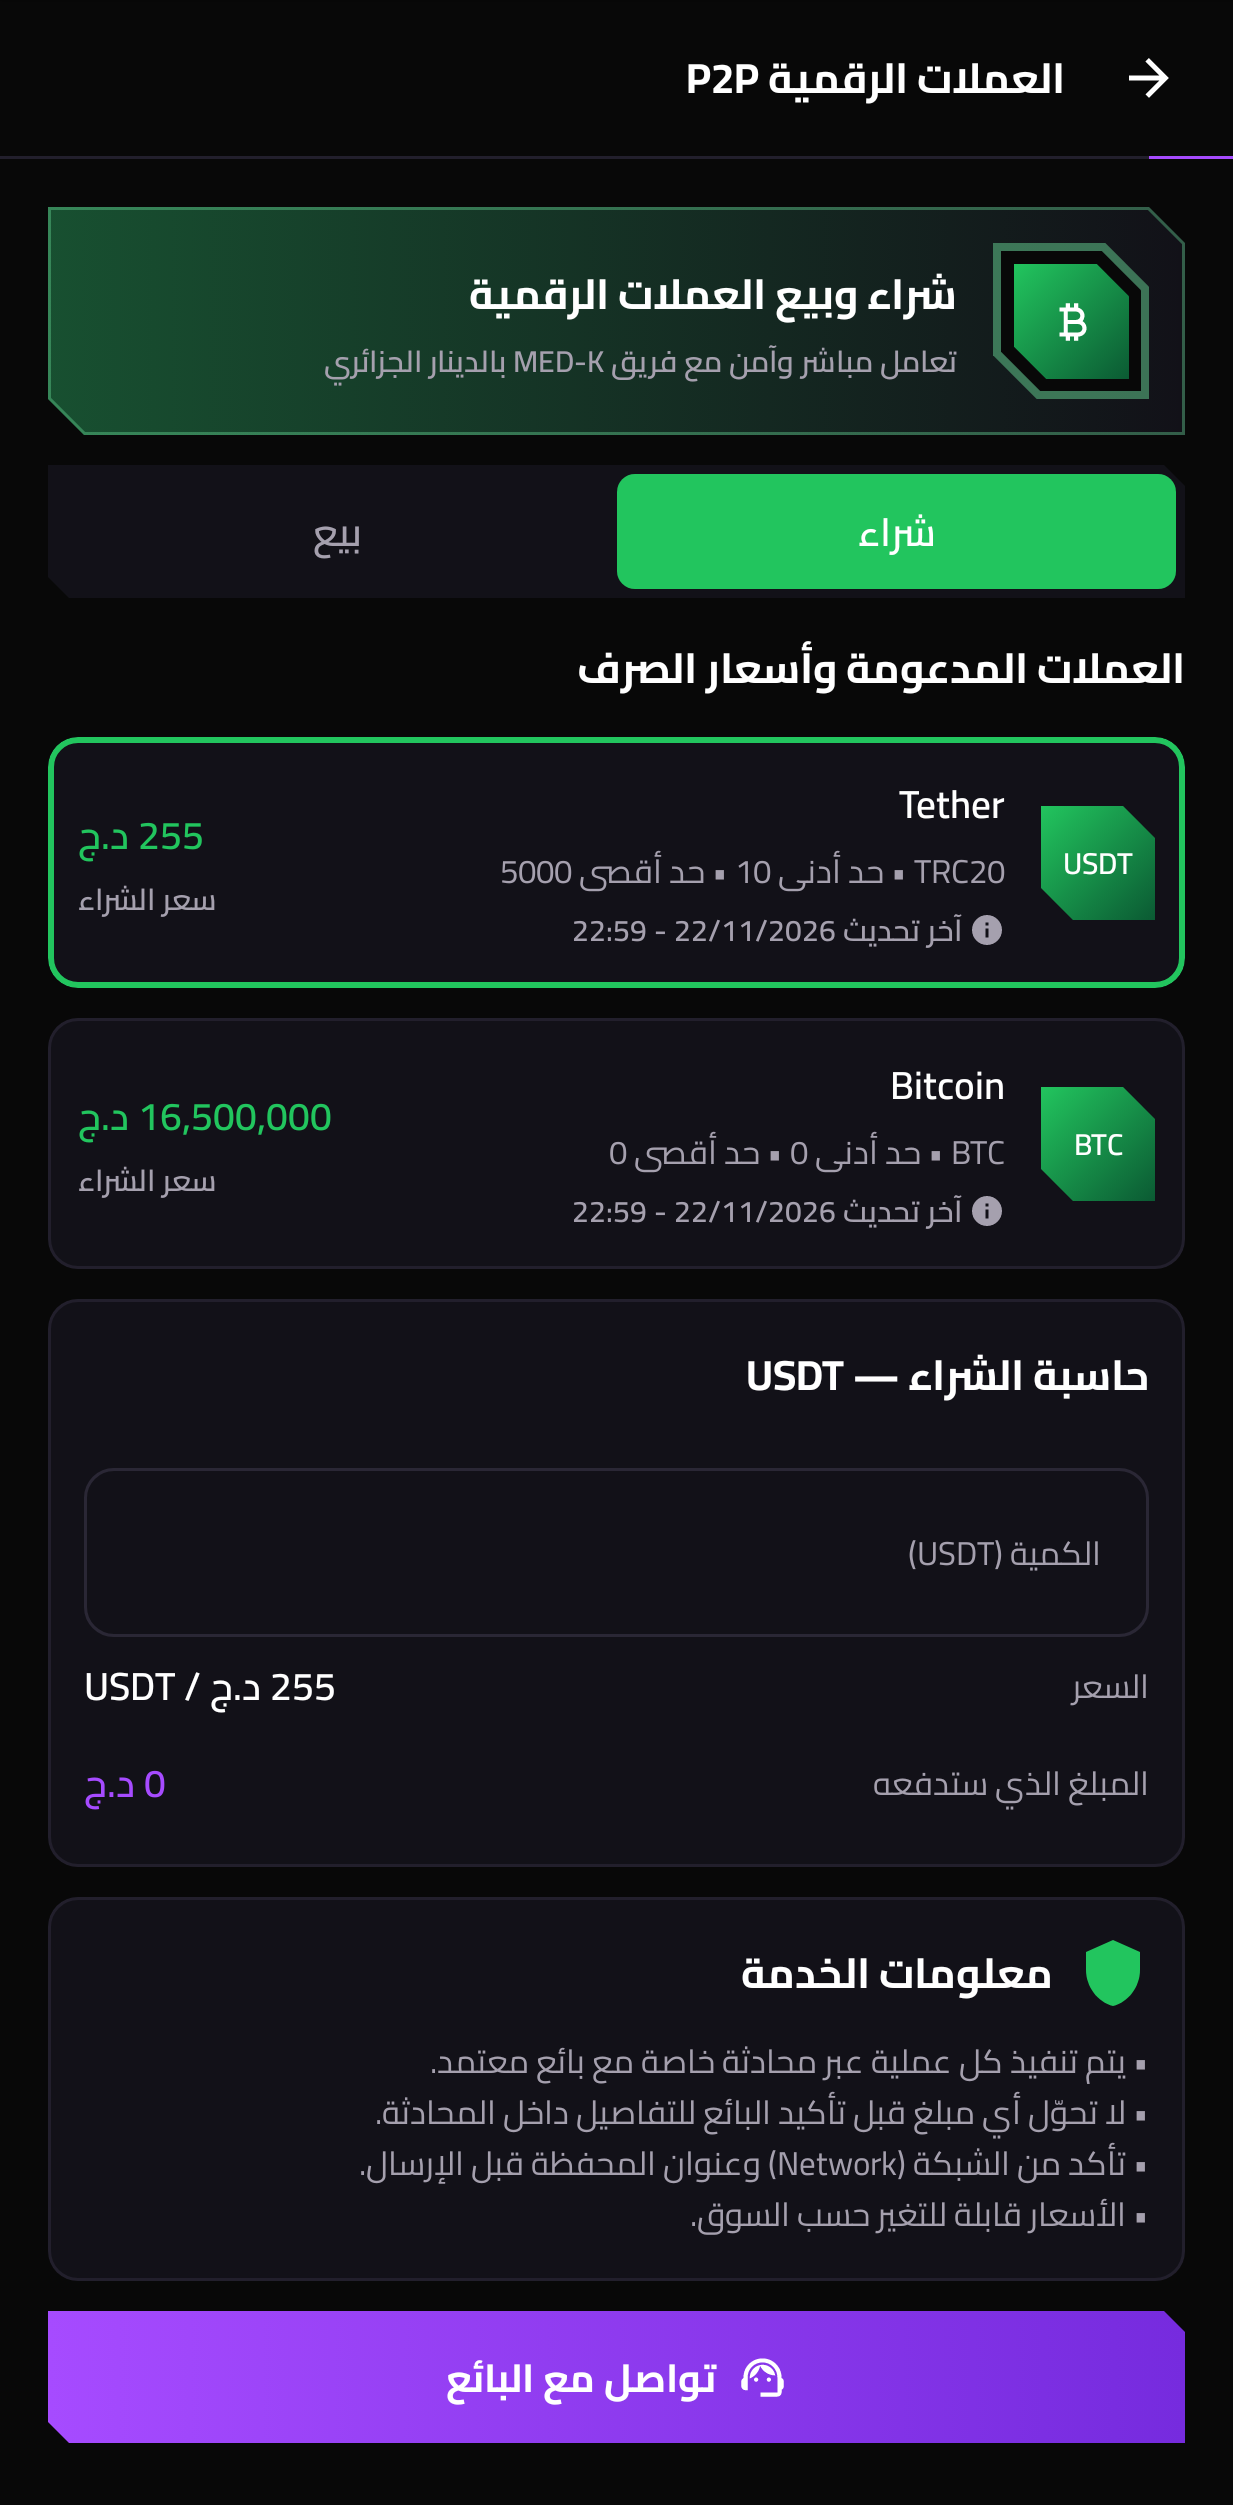 العملات الرقمية P2P
شراء وبيع العملات الرقمية
تعامل مباشر وآمن مع فريق MED-K بالدينار الجزائري
شراء
بيع
العملات المدعومة وأسعار الصرف
USDT
Tether
TRC20 ▪ حد أدنى 10 ▪ حد أقصى 5000
آخر تحديث 22/11/2026 - 22:59
255 د.ج
سعر الشراء
BTC
Bitcoin
BTC ▪ حد أدنى 0 ▪ حد أقصى 0
آخر تحديث 22/11/2026 - 22:59
16,500,000 د.ج
سعر الشراء
حاسبة الشراء — USDT
الكمية (USDT)
السعر
255 د.ج / USDT
المبلغ الذي ستدفعه
0 د.ج
معلومات الخدمة
▪ يتم تنفيذ كل عملية عبر محادثة خاصة مع بائع معتمد.
▪ لا تحوّل أي مبلغ قبل تأكيد البائع للتفاصيل داخل المحادثة.
▪ تأكد من الشبكة (Network) وعنوان المحفظة قبل الإرسال.
▪ الأسعار قابلة للتغير حسب السوق.
تواصل مع البائع